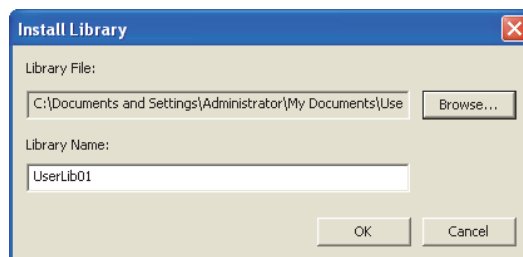 Install Library
Library File:
C:\Documents and Settings\Administrator\My Documents\Use
Browse...
Library Name:
UserLib01
OK
Cancel